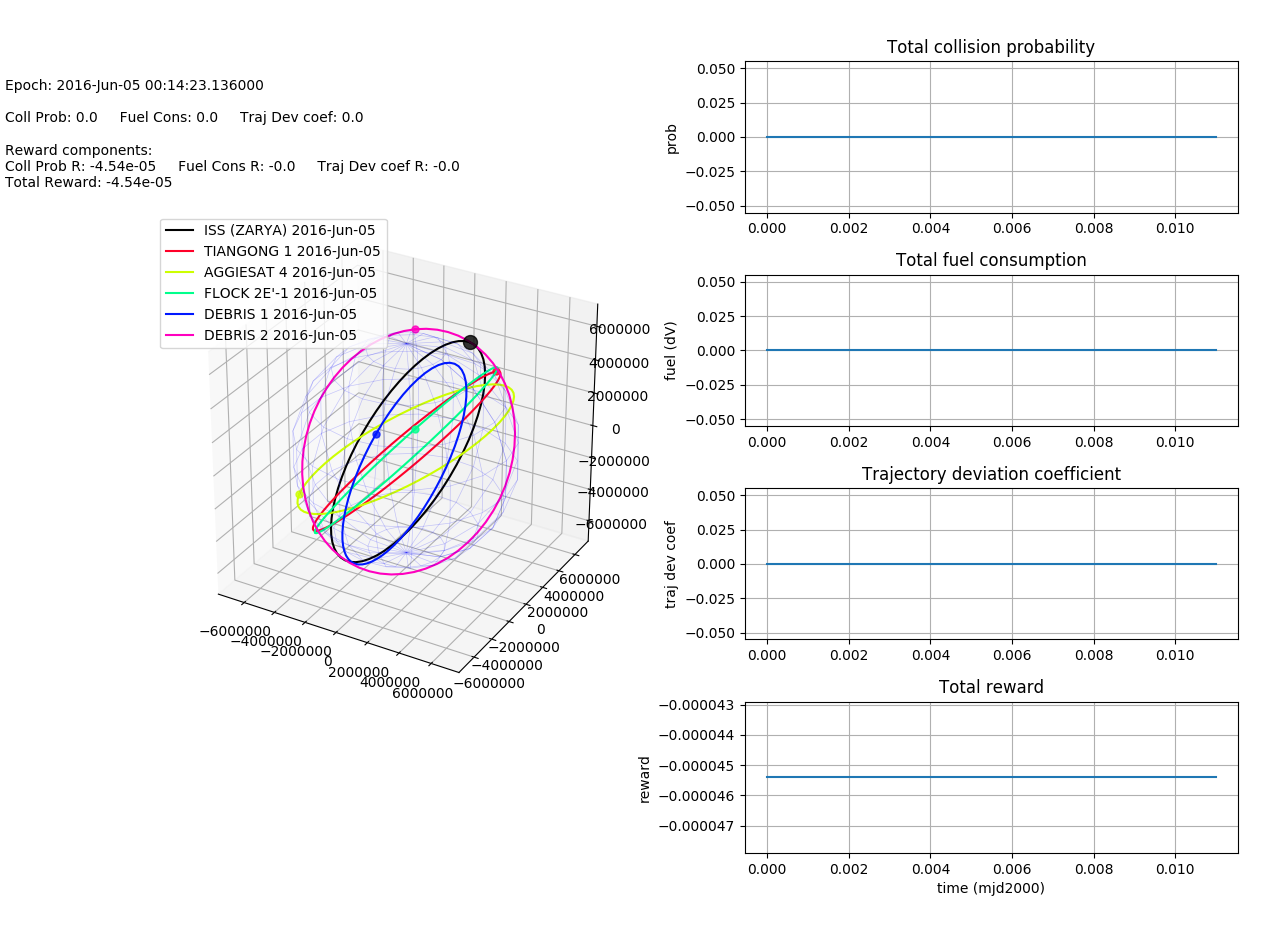 Epoch: 2016-Jun-05 00:14:23.136000
Coll Prob: 0.0 Fuel Cons: 0.0 Traj Dev coef: 0.0
Reward components:
Coll Prob R: -4.54e-05 Fuel Cons R: -0.0 Traj Dev coef R: -0.0
Total Reward: -4.54e-05
ISS (ZARYA) 2016-Jun-05
TIANGONG 1 2016-Jun-05
AGGIESAT 4 2016-Jun-05
FLOCK 2E'-1 2016-Jun-05
DEBRIS 1 2016-Jun-05
DEBRIS 2 2016-Jun-05
6000000
4000000
2000000
0
−2000000
−4000000
−6000000
6000000
4000000
2000000
0
−2000000
−4000000
−6000000
−6000000
−4000000
−2000000
0
2000000
4000000
6000000
Total collision probability
prob
0.050
0.025
0.000
−0.025
−0.050
0.000 0.002 0.004 0.006 0.008 0.010
Total fuel consumption
fuel (dV)
0.050
0.025
0.000
−0.025
−0.050
0.000 0.002 0.004 0.006 0.008 0.010
Trajectory deviation coefficient
traj dev coef
0.050
0.025
0.000
−0.025
−0.050
0.000 0.002 0.004 0.006 0.008 0.010
Total reward
reward
−0.000043
−0.000044
−0.000045
−0.000046
−0.000047
0.000 0.002 0.004 0.006 0.008 0.010
time (mjd2000)